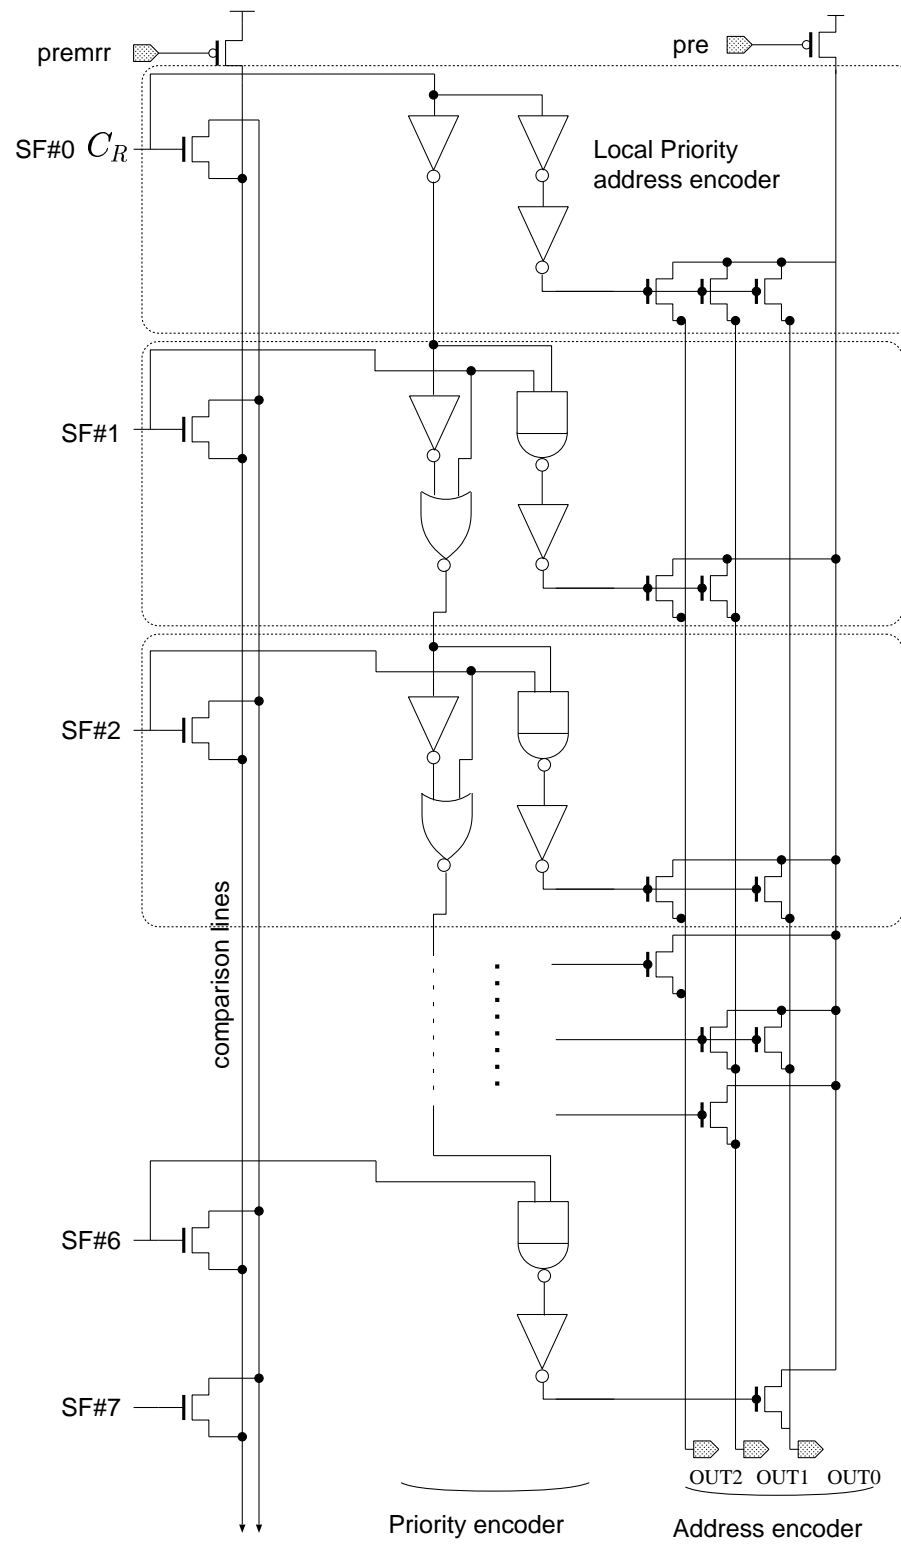 premrr
pre
SF#0 C_R
Local Priority
address encoder
SF#1
SF#2
comparison lines
SF#6
SF#7
OUT2 OUT1 OUT0
Priority encoder
Address encoder